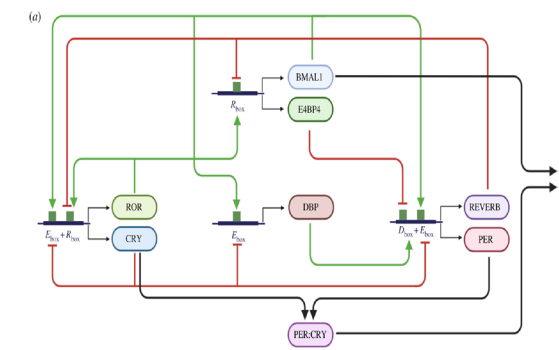 (a)
BMAL1
E4BP4
R_box
ROR
CRY
E_box + R_box
DBP
E_box
REVERB
PER
D_box + E_box
PER:CRY